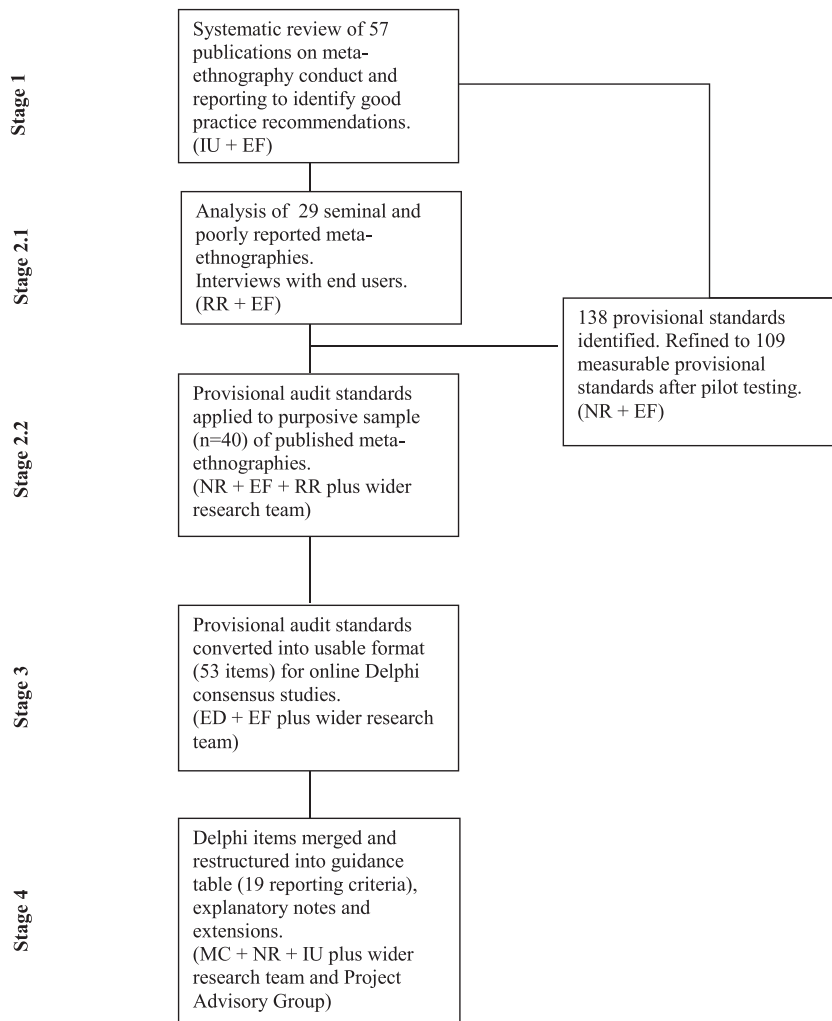 Stage 1
Systematic review of 57
publications on meta-
ethnography conduct and
reporting to identify good
practice recommendations.
(IU + EF)
Stage 2.1
Analysis of 29 seminal and
poorly reported meta-
ethnographies.
Interviews with end users.
(RR + EF)
138 provisional standards
identified. Refined to 109
measurable provisional
standards after pilot testing.
(NR + EF)
Stage 2.2
Provisional audit standards
applied to purposive sample
(n=40) of published meta-
ethnographies.
(NR + EF + RR plus wider
research team)
Stage 3
Provisional audit standards
converted into usable format
(53 items) for online Delphi
consensus studies.
(ED + EF plus wider research
team)
Stage 4
Delphi items merged and
restructured into guidance
table (19 reporting criteria),
explanatory notes and
extensions.
(MC + NR + IU plus wider
research team and Project
Advisory Group)